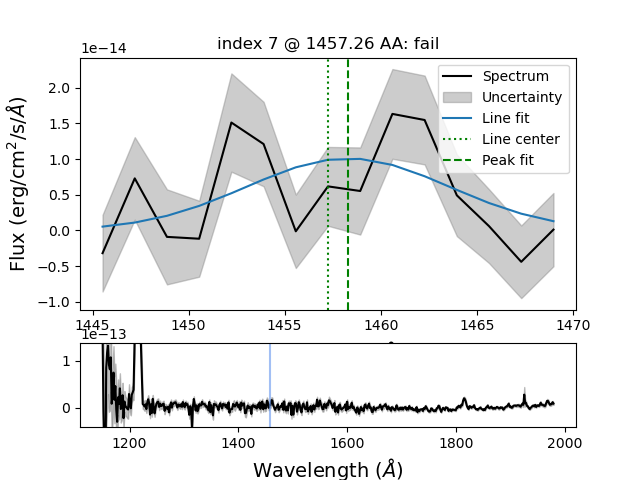 index 7 @ 1457.26 AA: fail
1e−14
Flux (erg/cm²/s/Å)
2.0
1.5
1.0
0.5
0.0
−0.5
−1.0
Spectrum
Uncertainty
Line fit
Line center
Peak fit
1445 1450 1455 1460 1465 1470
1e−13
1
0
1200 1400 1600 1800 2000
Wavelength (Å)